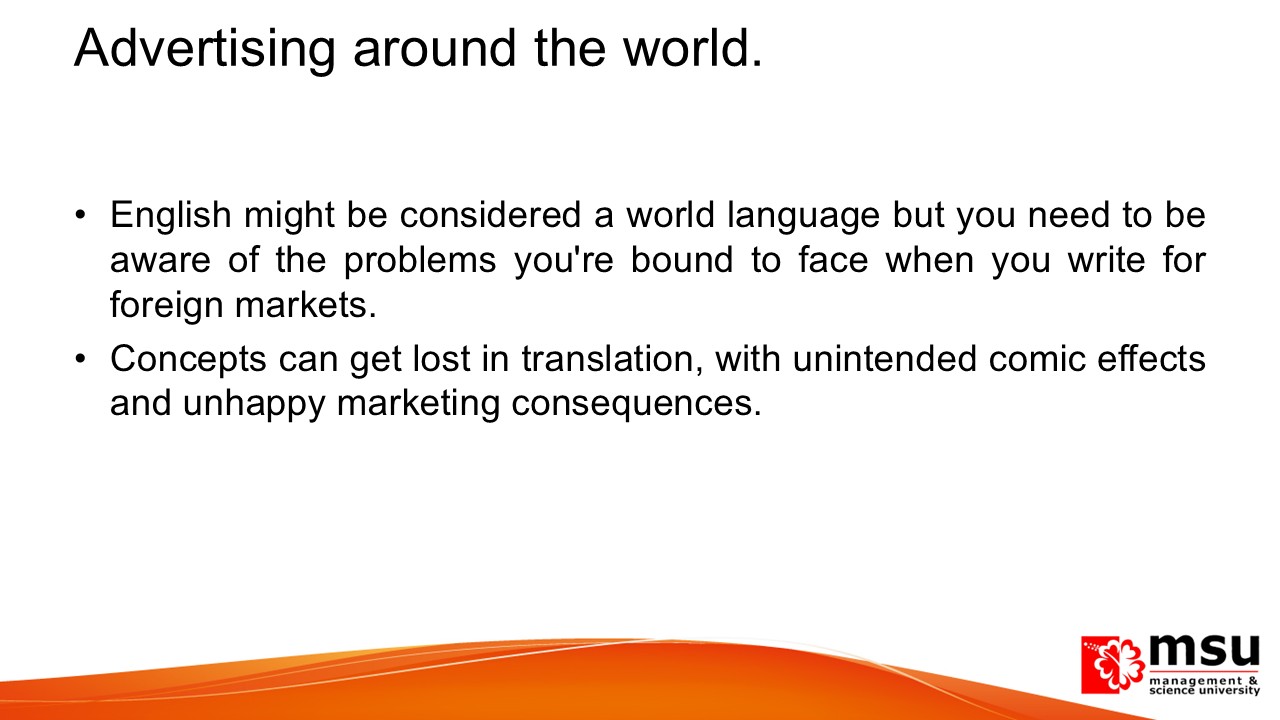 Advertising around the world.
• English might be considered a world language but you need to be
aware of the problems you're bound to face when you write for
foreign markets.
• Concepts can get lost in translation, with unintended comic effects
and unhappy marketing consequences.
msu
management &
science university